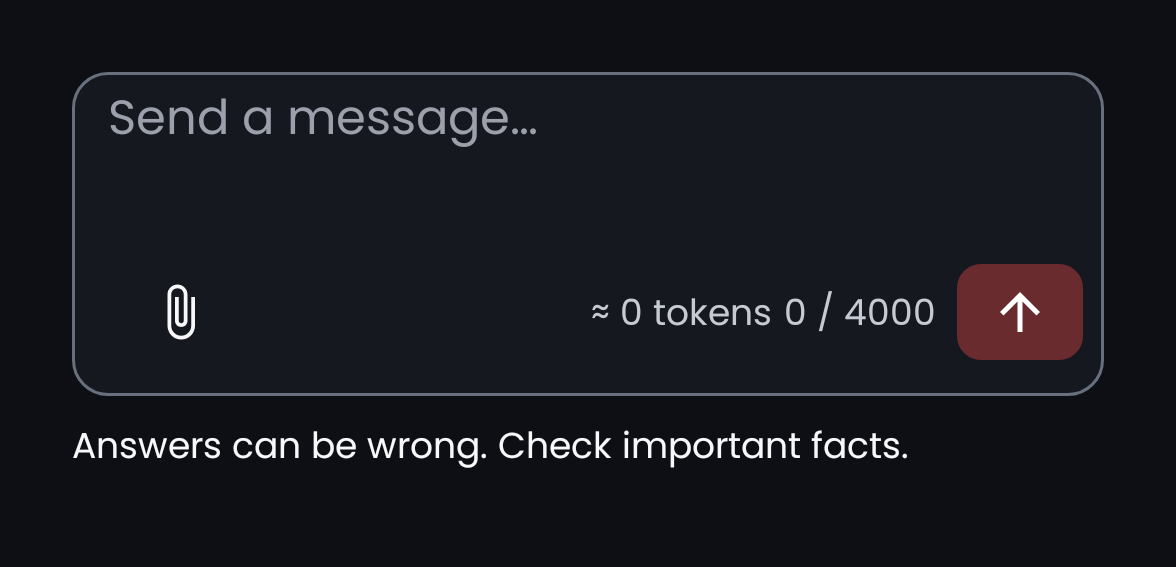 Send a message...
≈ 0 tokens 0 / 4000
Answers can be wrong. Check important facts.